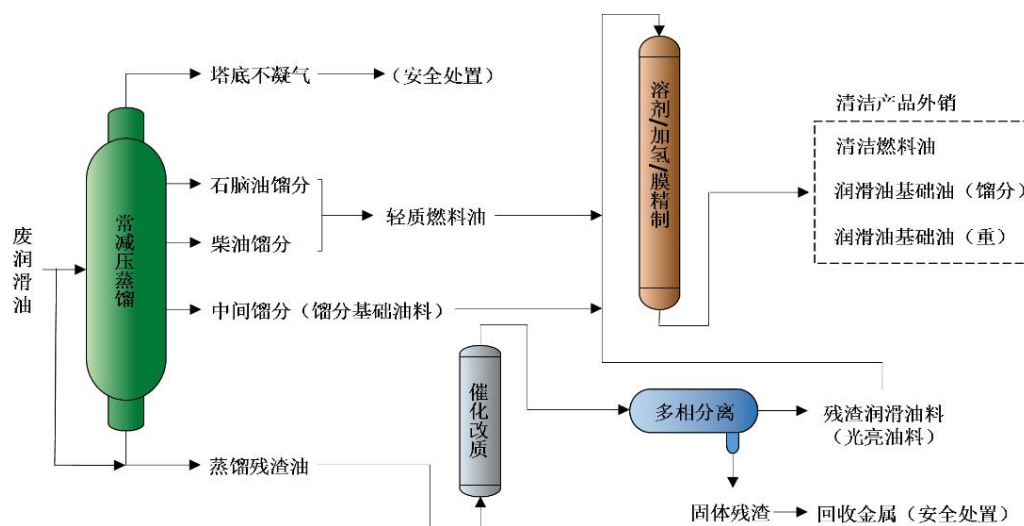 塔底不凝气
（安全处置）
溶剂/加氢/膜精制
清洁产品外销
清洁燃料油
润滑油基础油（馏分）
润滑油基础油（重）
石脑油馏分
轻质燃料油
柴油馏分
废润滑油
常减压蒸馏
中间馏分（馏分基础油料）
催化改质
多相分离
残渣润滑油料
（光亮油料）
蒸馏残渣油
固体残渣
回收金属（安全处置）